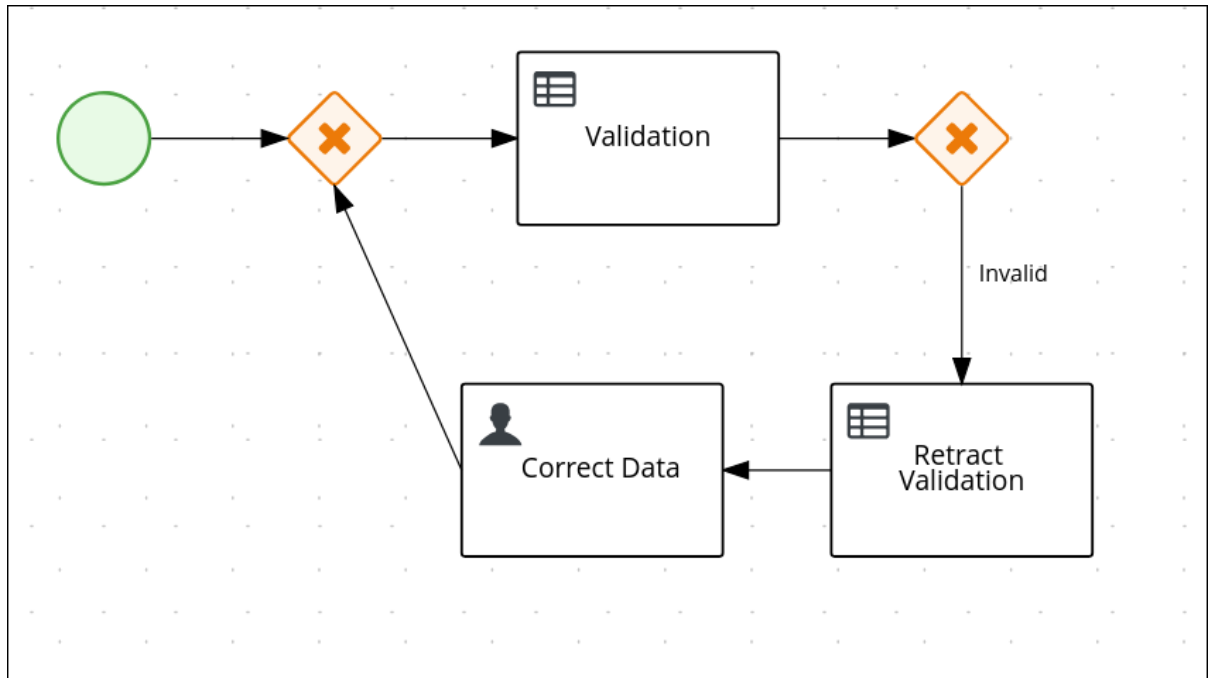 Validation
Invalid
Correct Data
Retract
Validation